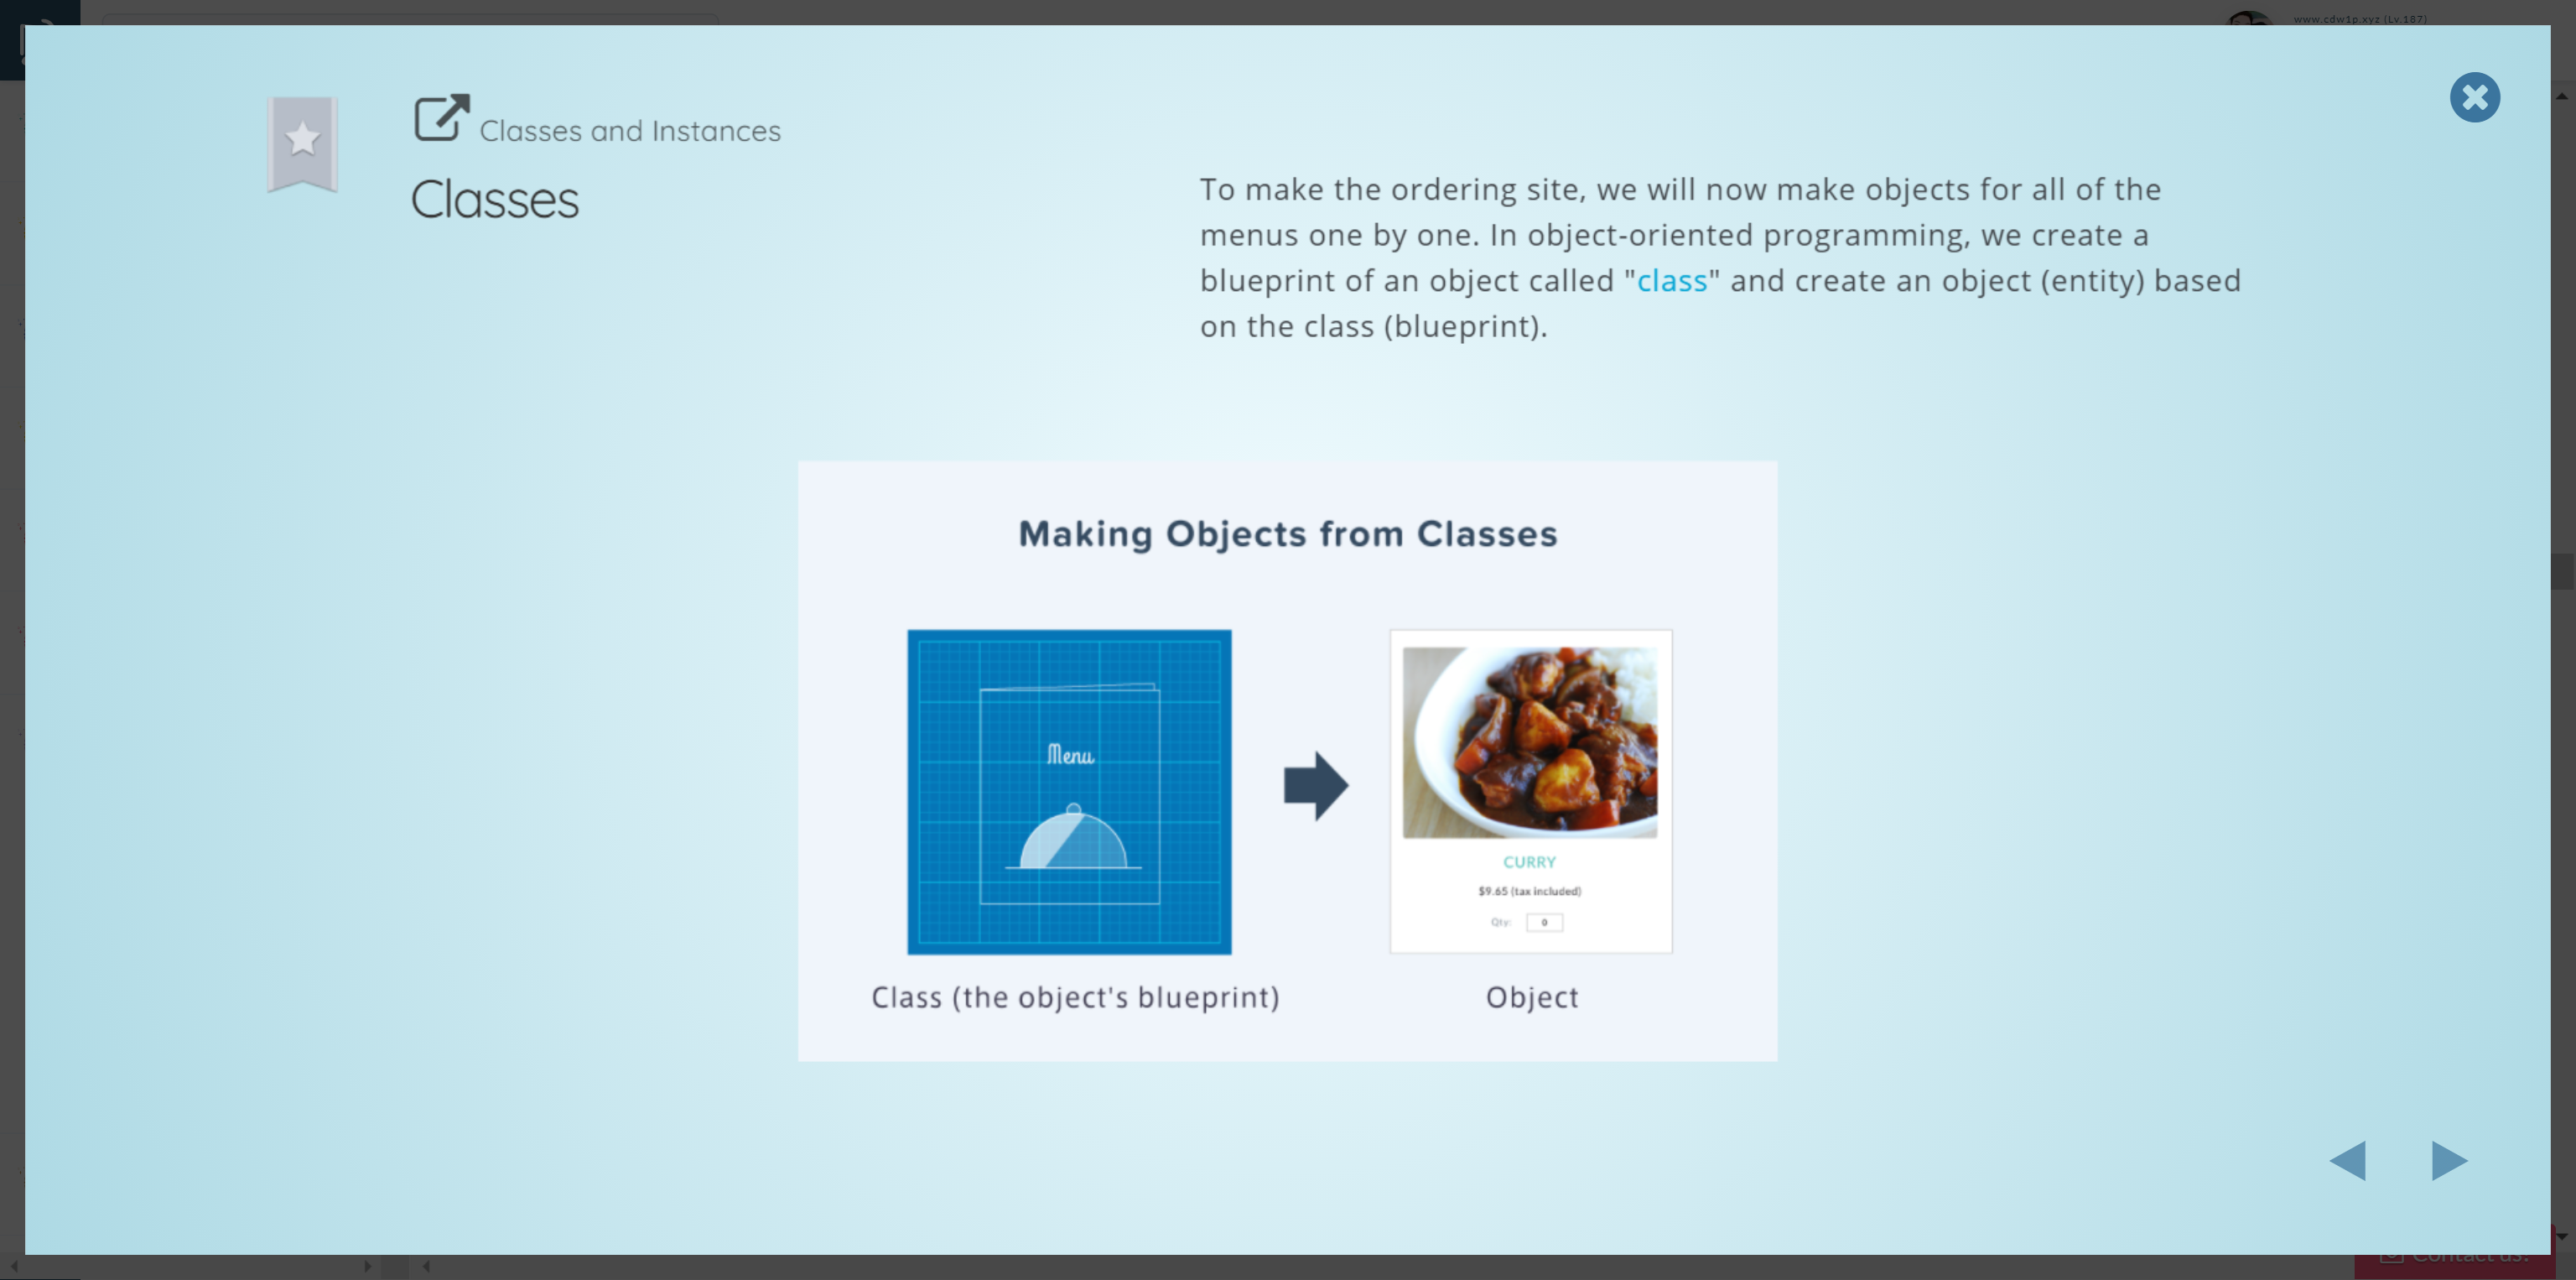 www.cdw1p.xyz (Lv.187)
Classes and Instances
Classes
To make the ordering site, we will now make objects for all of the
menus one by one. In object-oriented programming, we create a
blueprint of an object called "class" and create an object (entity) based
on the class (blueprint).
Making Objects from Classes
Menu
CURRY
$9.65 (tax included)
Qty: 0
Class (the object's blueprint)
Object
Contact us!